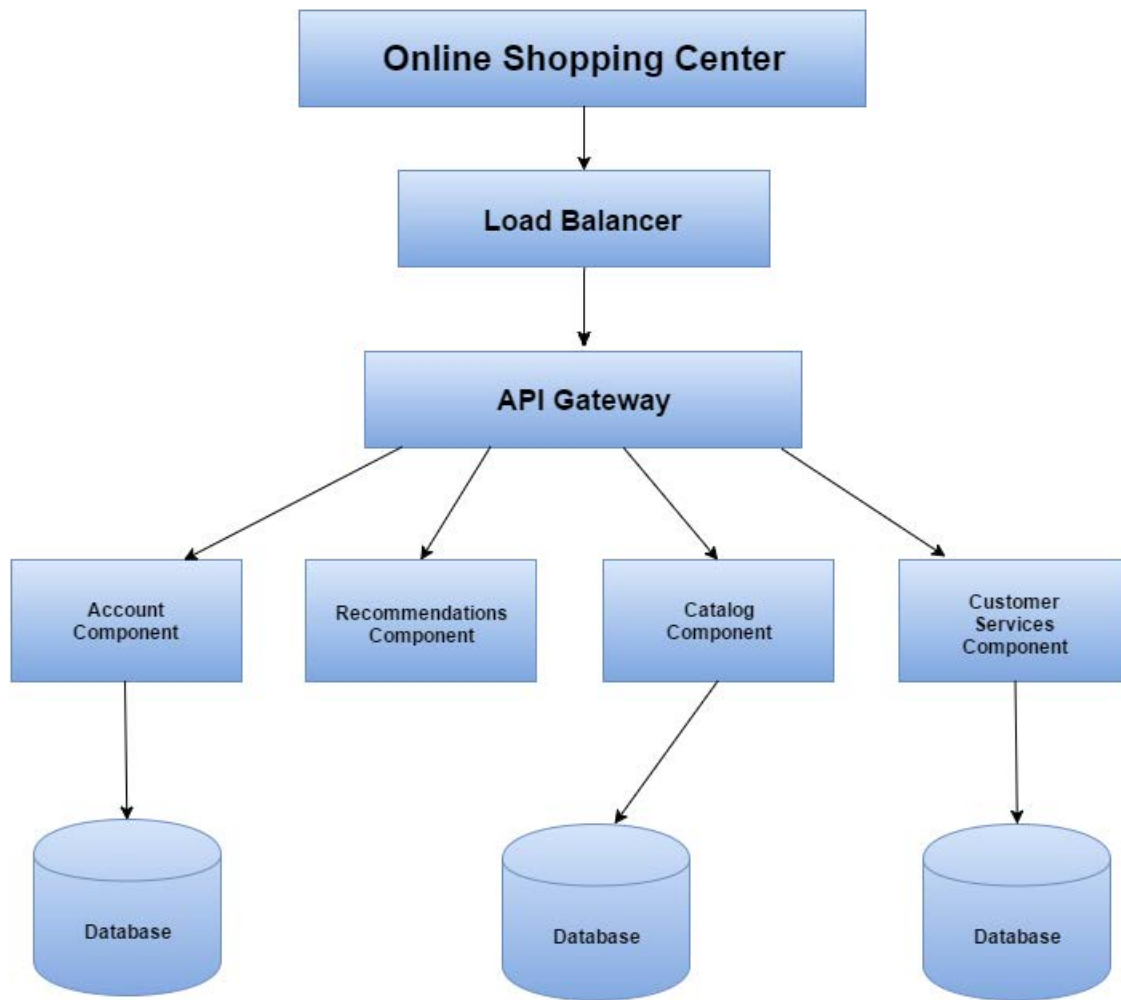 Online Shopping Center
Load Balancer
API Gateway
Account
Component
Recommendations
Component
Catalog
Component
Customer
Services
Component
Database
Database
Database